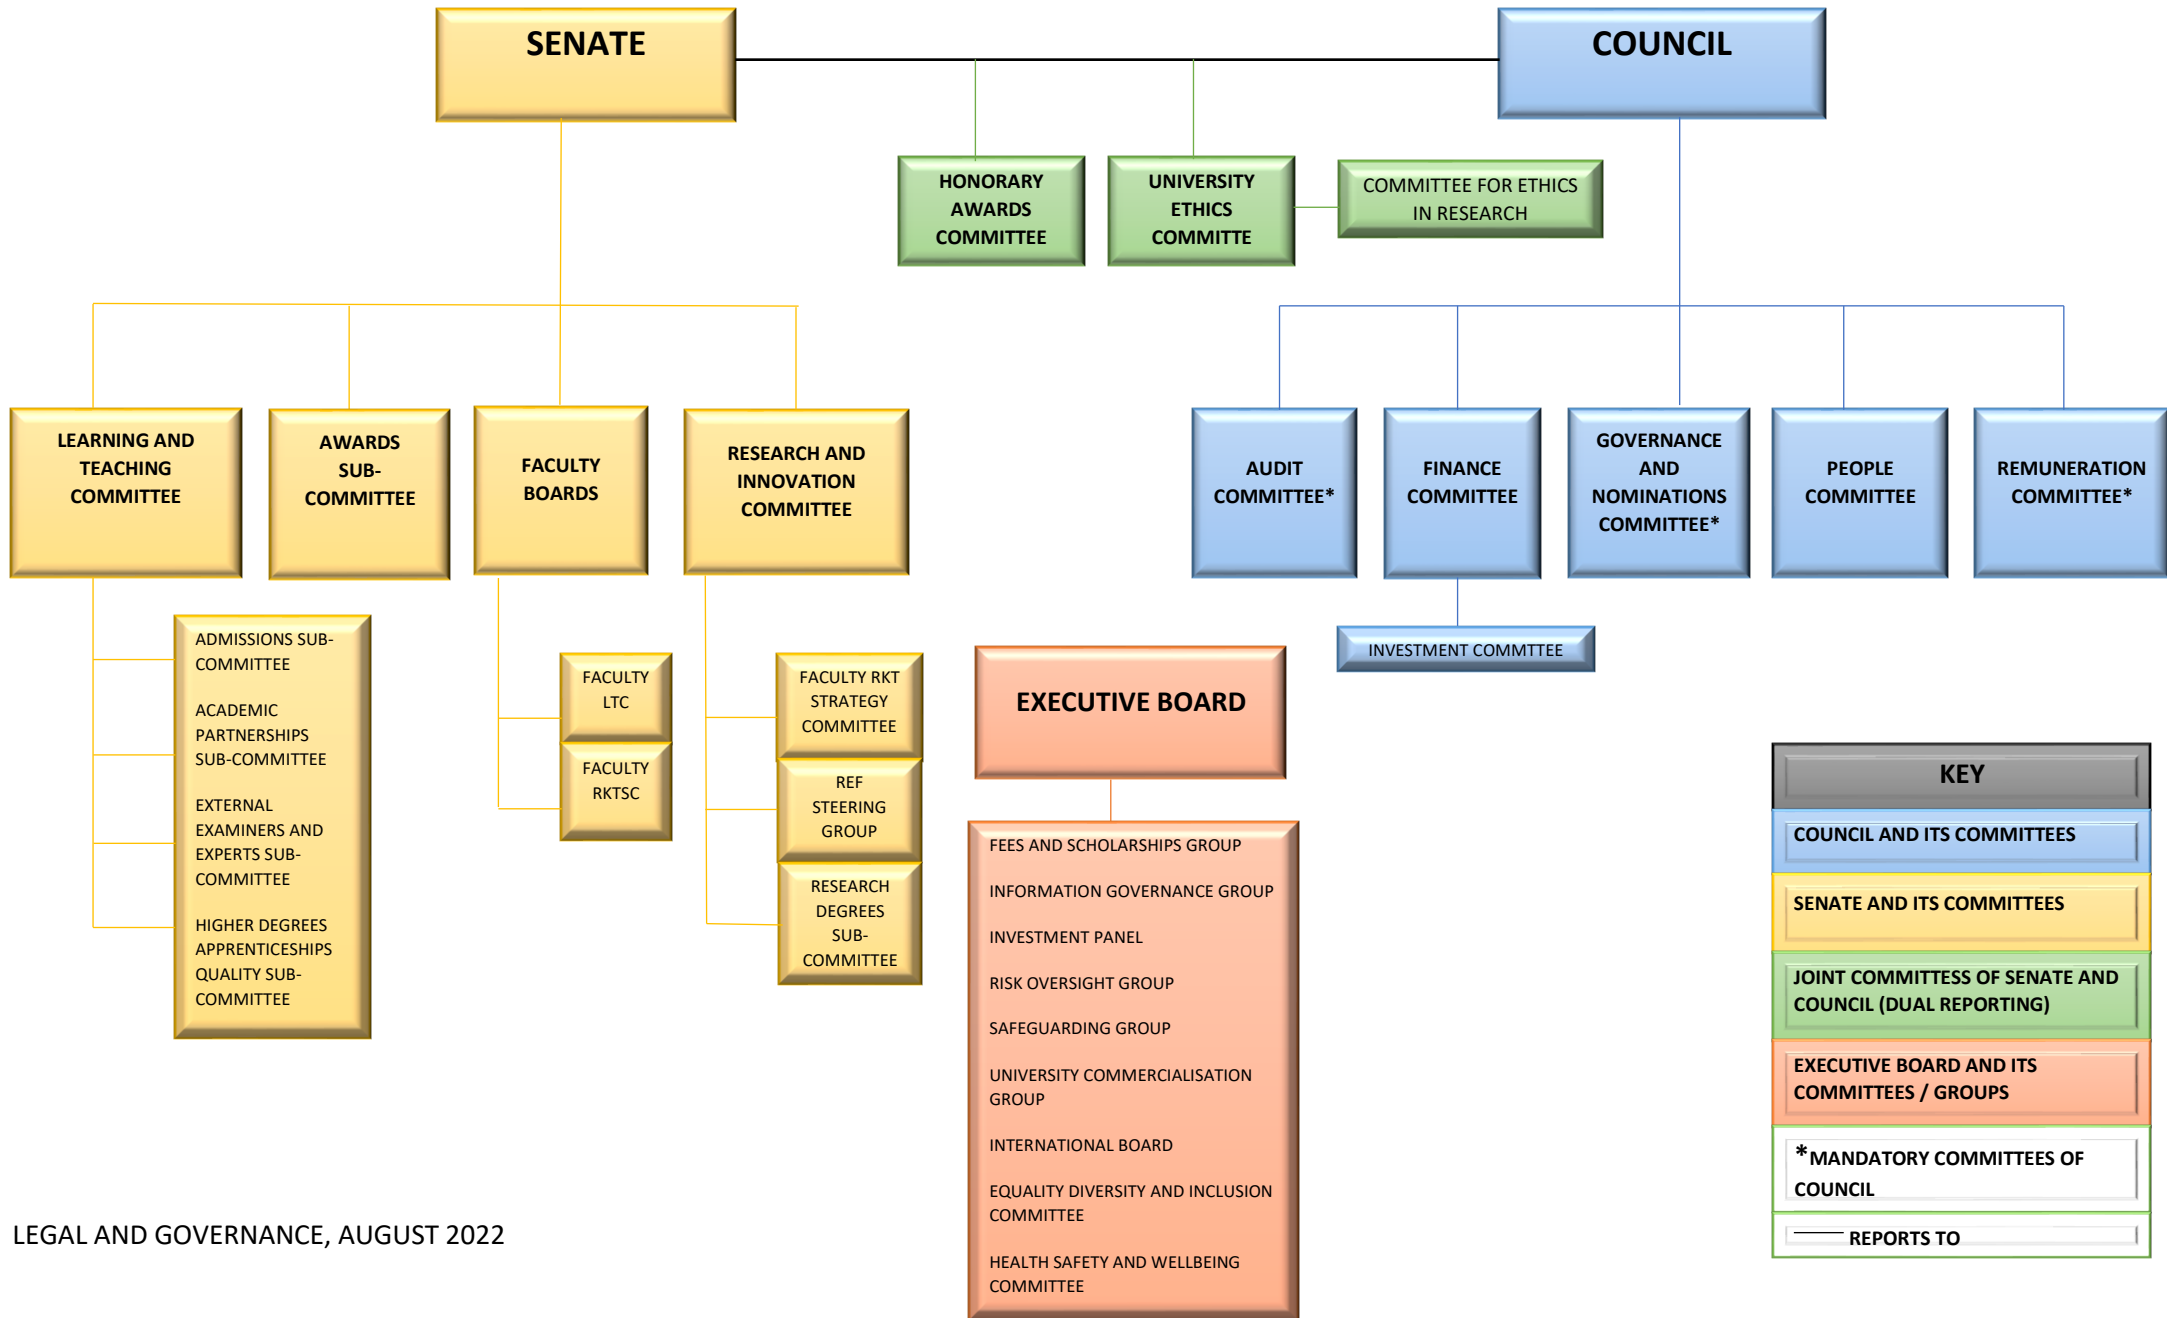 SENATE
COUNCIL
HONORARY
AWARDS
COMMITTEE
UNIVERSITY
ETHICS
COMMITTE
COMMITTEE FOR ETHICS
IN RESEARCH
LEARNING AND
TEACHING
COMMITTEE
AWARDS
SUB-
COMMITTEE
FACULTY
BOARDS
RESEARCH AND
INNOVATION
COMMITTEE
AUDIT
COMMITTEE*
FINANCE
COMMITTEE
GOVERNANCE
AND
NOMINATIONS
COMMITTEE*
PEOPLE
COMMITTEE
REMUNERATION
COMMITTEE*
ADMISSIONS SUB-
COMMITTEE
ACADEMIC
PARTNERSHIPS
SUB-COMMITTEE
EXTERNAL
EXAMINERS AND
EXPERTS SUB-
COMMITTEE
HIGHER DEGREES
APPRENTICESHIPS
QUALITY SUB-
COMMITTEE
FACULTY
LTC
FACULTY
RKTSC
FACULTY RKT
STRATEGY
COMMITTEE
REF
STEERING
GROUP
RESEARCH
DEGREES
SUB-
COMMITTEE
INVESTMENT COMMTTEE
EXECUTIVE BOARD
FEES AND SCHOLARSHIPS GROUP
INFORMATION GOVERNANCE GROUP
INVESTMENT PANEL
RISK OVERSIGHT GROUP
SAFEGUARDING GROUP
UNIVERSITY COMMERCIALISATION
GROUP
INTERNATIONAL BOARD
EQUALITY DIVERSITY AND INCLUSION
COMMITTEE
HEALTH SAFETY AND WELLBEING
COMMITTEE
KEY
COUNCIL AND ITS COMMITTEES
SENATE AND ITS COMMITTEES
JOINT COMMITTESS OF SENATE AND
COUNCIL (DUAL REPORTING)
EXECUTIVE BOARD AND ITS
COMMITTEES / GROUPS
*MANDATORY COMMITTEES OF
COUNCIL
REPORTS TO
LEGAL AND GOVERNANCE, AUGUST 2022